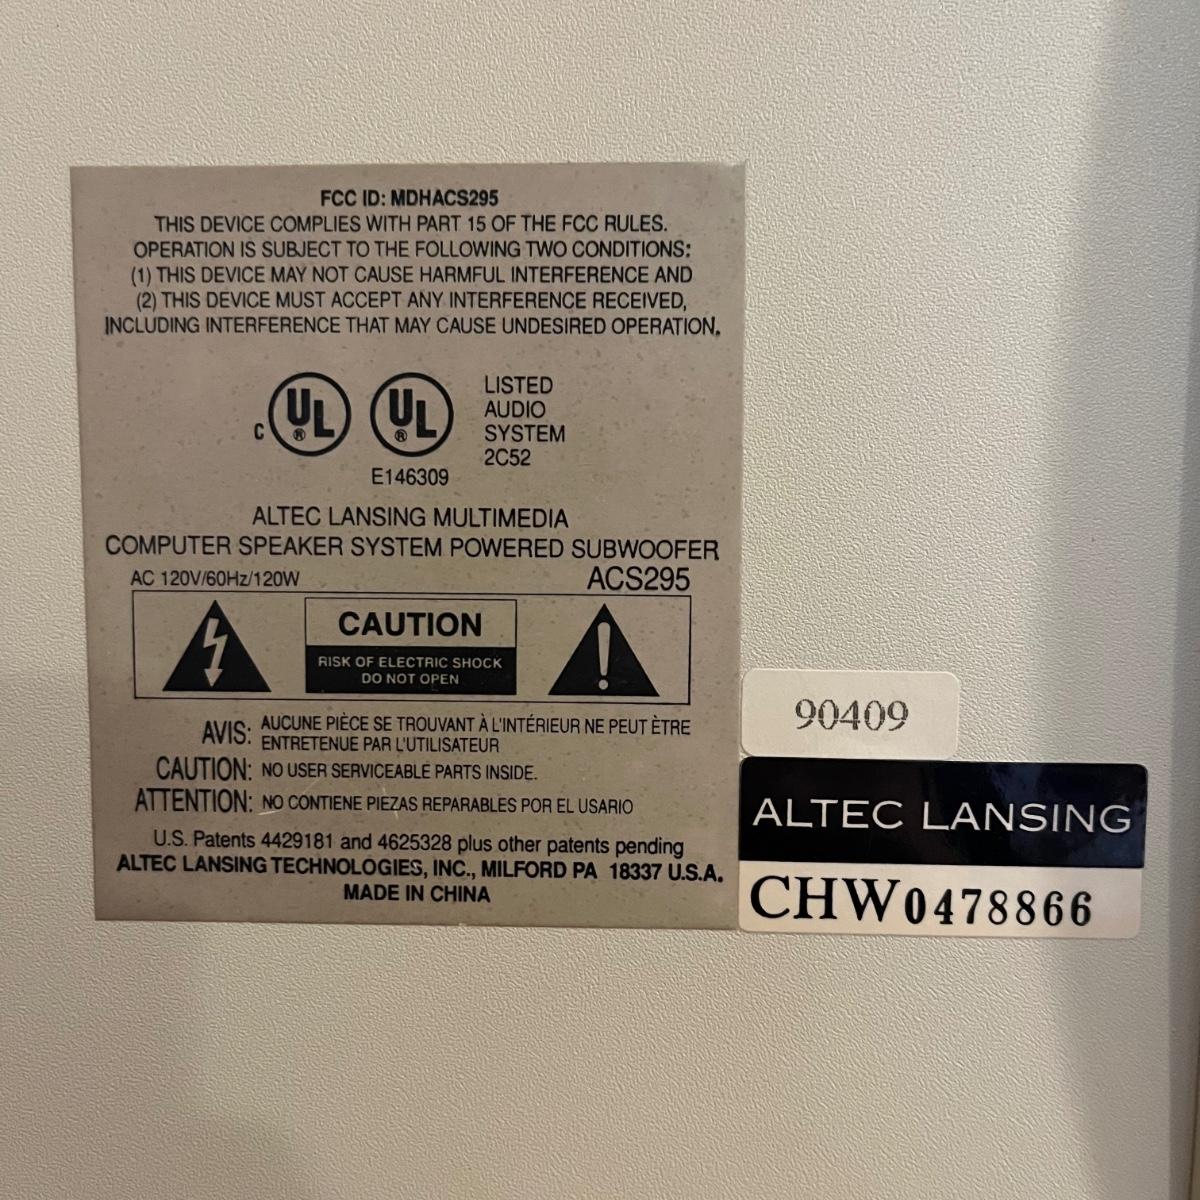 FCC ID: MDHACS295
THIS DEVICE COMPLIES WITH PART 15 OF THE FCC RULES.
OPERATION IS SUBJECT TO THE FOLLOWING TWO CONDITIONS:
(1) THIS DEVICE MAY NOT CAUSE HARMFUL INTERFERENCE AND
(2) THIS DEVICE MUST ACCEPT ANY INTERFERENCE RECEIVED,
INCLUDING INTERFERENCE THAT MAY CAUSE UNDESIRED OPERATION.
C UL® UL®
E146309
LISTED
AUDIO
SYSTEM
2C52
ALTEC LANSING MULTIMEDIA
COMPUTER SPEAKER SYSTEM POWERED SUBWOOFER
AC 120V/60Hz/120W ACS295
CAUTION
RISK OF ELECTRIC SHOCK
DO NOT OPEN
AVIS: AUCUNE PIÈCE SE TROUVANT À L'INTÉRIEUR NE PEUT ÈTRE
ENTRETENUE PAR L'UTILISATEUR
CAUTION: NO USER SERVICEABLE PARTS INSIDE.
ATTENTION: NO CONTIENE PIEZAS REPARABLES POR EL USARIO
U.S. Patents 4429181 and 4625328 plus other patents pending
ALTEC LANSING TECHNOLOGIES, INC., MILFORD PA 18337 U.S.A.
MADE IN CHINA
90409
ALTEC LANSING
CHW0478866